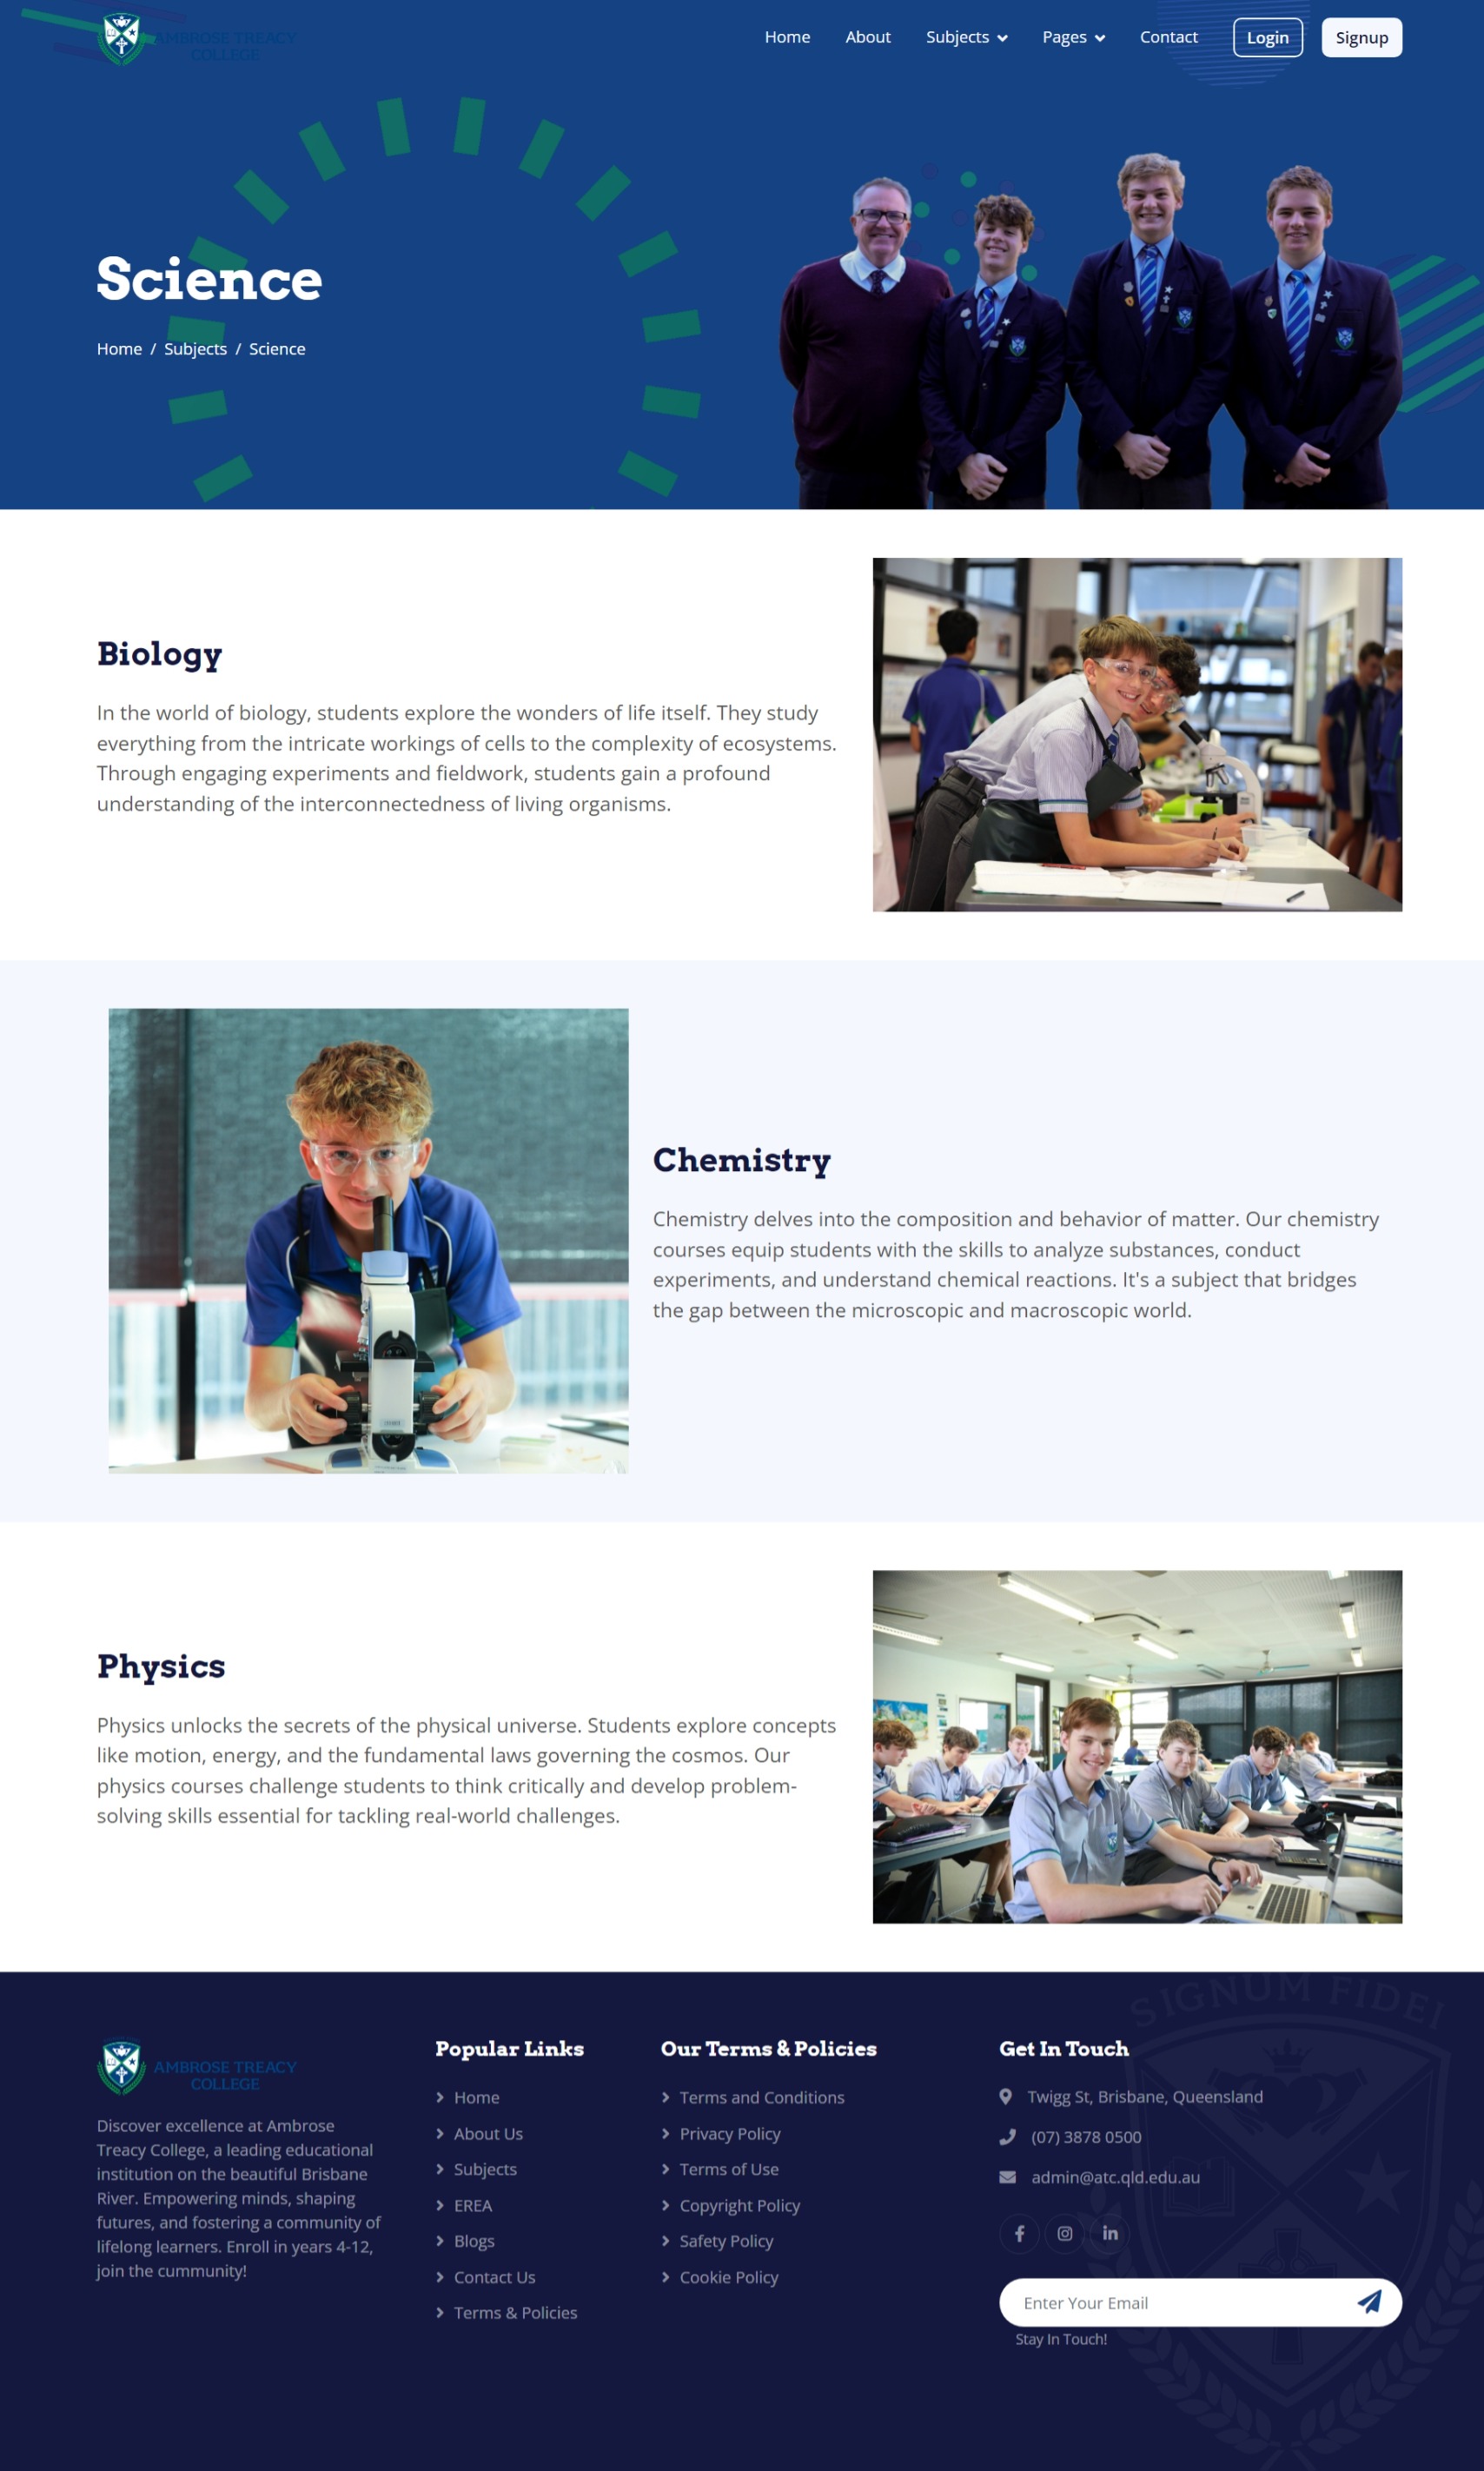 AMBROSE TREACY
COLLEGE
Home
About
Subjects
Pages
Contact
Login
Signup
Science
Home / Subjects / Science
Biology
In the world of biology, students explore the wonders of life itself. They study
everything from the intricate workings of cells to the complexity of ecosystems.
Through engaging experiments and fieldwork, students gain a profound
understanding of the interconnectedness of living organisms.
Chemistry
Chemistry delves into the composition and behavior of matter. Our chemistry
courses equip students with the skills to analyze substances, conduct
experiments, and understand chemical reactions. It's a subject that bridges
the gap between the microscopic and macroscopic world.
Physics
Physics unlocks the secrets of the physical universe. Students explore concepts
like motion, energy, and the fundamental laws governing the cosmos. Our
physics courses challenge students to think critically and develop problem-
solving skills essential for tackling real-world challenges.
SIGNUM FIDEI
AMBROSE TREACY
COLLEGE
Discover excellence at Ambrose
Treacy College, a leading educational
institution on the beautiful Brisbane
River. Empowering minds, shaping
futures, and fostering a community of
lifelong learners. Enroll in years 4-12,
join the cummunity!
Popular Links
Home
About Us
Subjects
EREA
Blogs
Contact Us
Terms & Policies
Our Terms & Policies
Terms and Conditions
Privacy Policy
Terms of Use
Copyright Policy
Safety Policy
Cookie Policy
Get In Touch
Twigg St, Brisbane, Queensland
(07) 3878 0500
admin@atc.qld.edu.au
Enter Your Email
Stay In Touch!